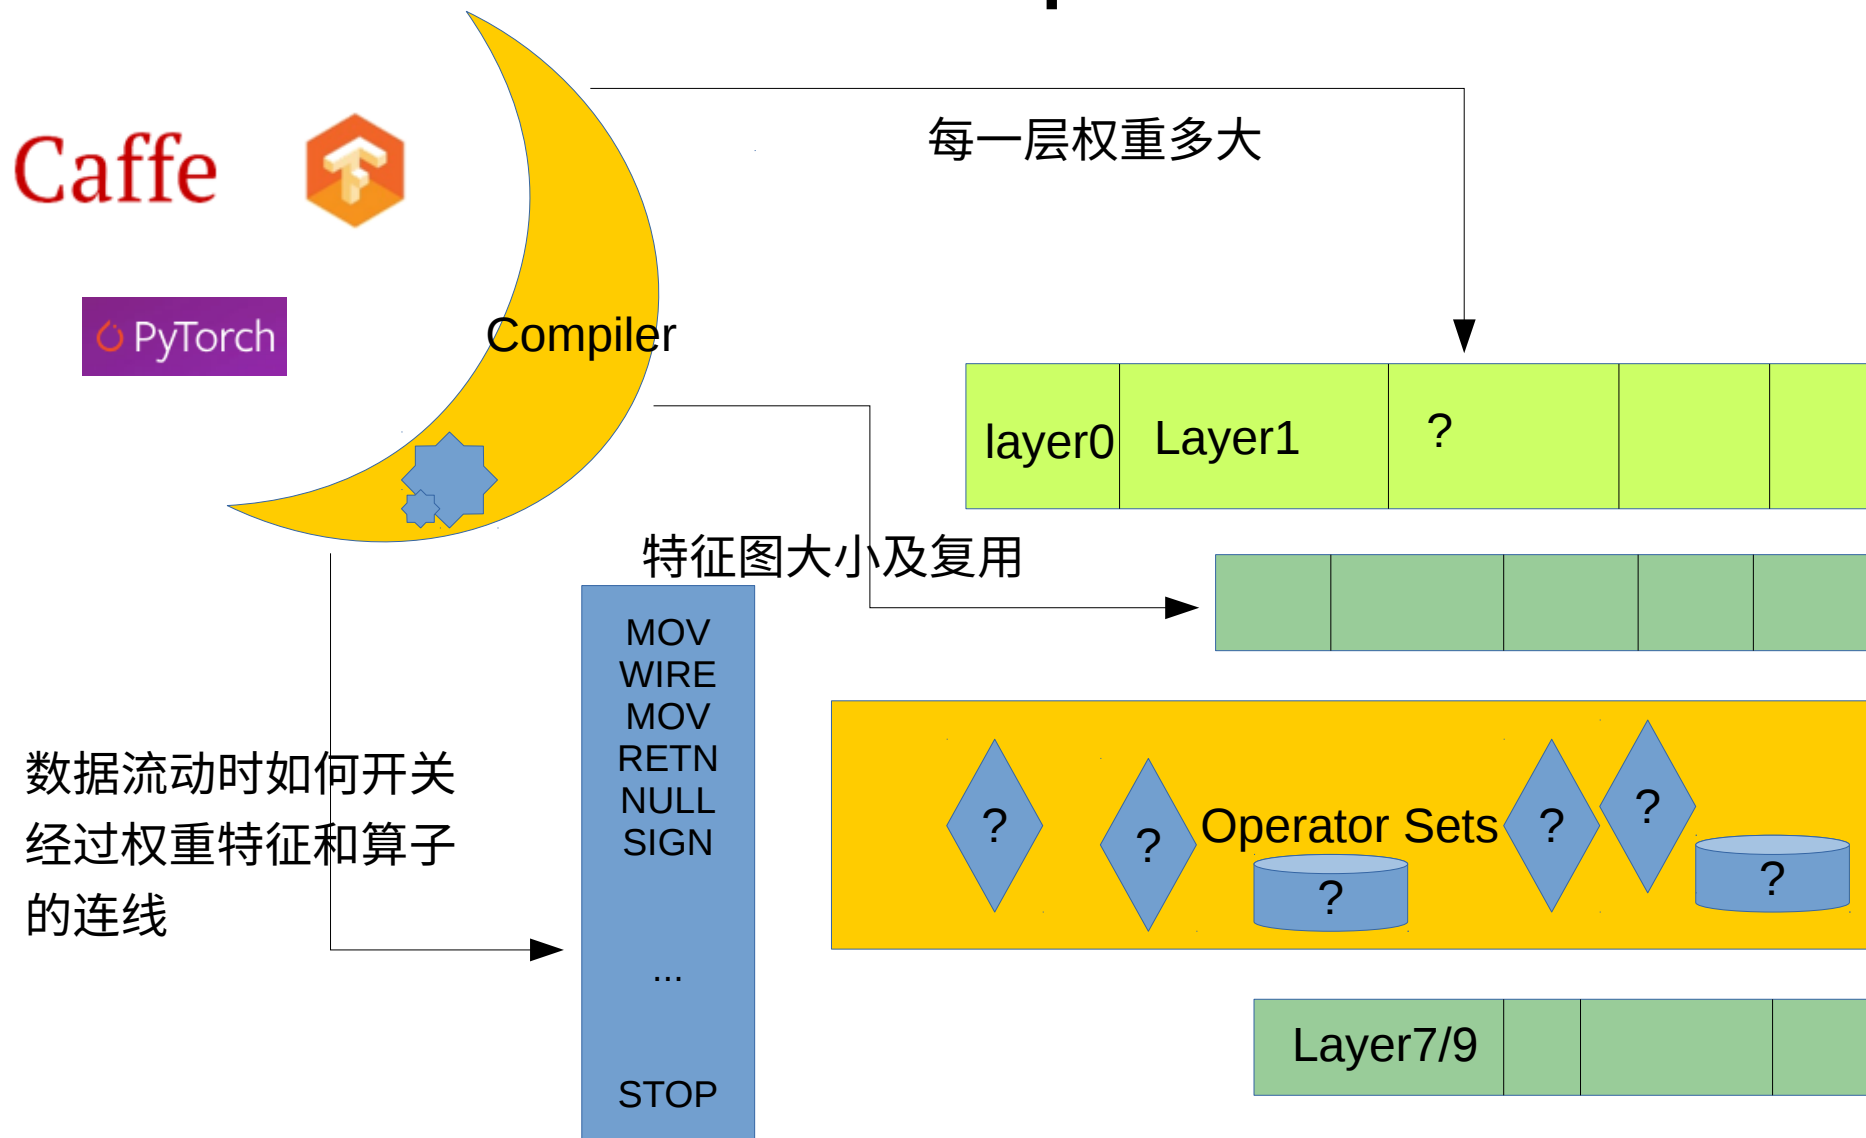 Caffe
PyTorch
Compiler
每一层权重多大
layer0
Layer1
?
特征图大小及复用
MOV
WIRE
MOV
RETN
NULL
SIGN
...
STOP
数据流动时如何开关
经过权重特征和算子
的连线
?
?
Operator Sets
?
?
?
?
Layer7/9